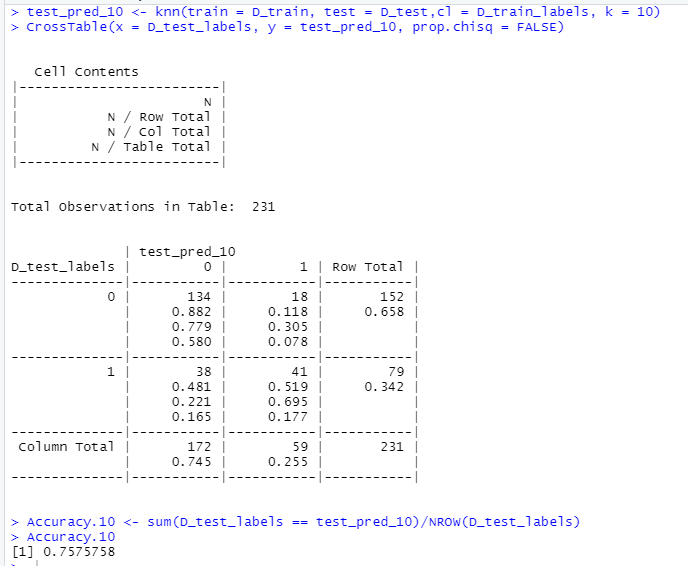 > test_pred_10 <- knn(train = D_train, test = D_test,cl = D_train_labels, k = 10)
> CrossTable(x = D_test_labels, y = test_pred_10, prop.chisq = FALSE)
Cell Contents
|-------------------------|
|                       N |
|           N / Row Total |
|           N / Col Total |
|         N / Table Total |
|-------------------------|
Total Observations in Table:  231
              | test_pred_10
D_test_labels |         0 |         1 | Row Total |
--------------|-----------|-----------|-----------|
            0 |       134 |        18 |       152 |
              |     0.882 |     0.118 |     0.658 |
              |     0.779 |     0.305 |           |
              |     0.580 |     0.078 |           |
--------------|-----------|-----------|-----------|
            1 |        38 |        41 |        79 |
              |     0.481 |     0.519 |     0.342 |
              |     0.221 |     0.695 |           |
              |     0.165 |     0.177 |           |
--------------|-----------|-----------|-----------|
 Column Total |       172 |        59 |       231 |
              |     0.745 |     0.255 |           |
--------------|-----------|-----------|-----------|
> Accuracy.10 <- sum(D_test_labels == test_pred_10)/NROW(D_test_labels)
> Accuracy.10
[1] 0.7575758
>